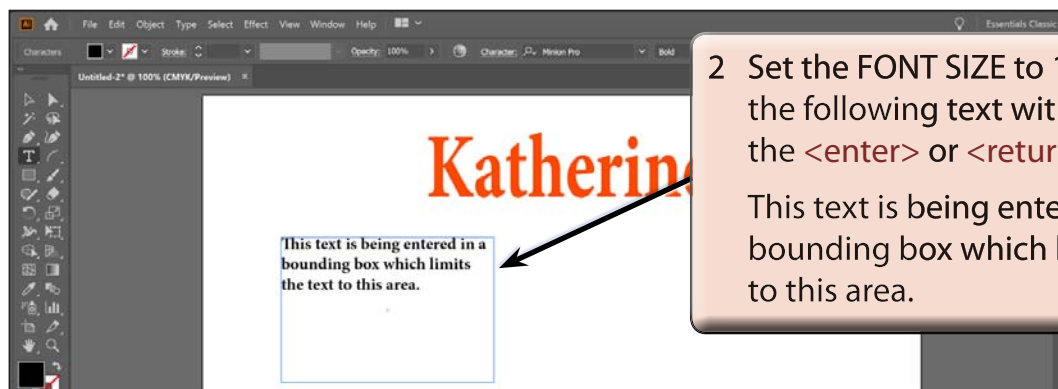 Ai File Edit Object Type Select Effect View Window Help Essentials Classic
Characters Stroke: Opacity: 100% Character: Minion Pro Bold
Untitled-2* @ 100% (CMYK/Preview) ×
Katherine
This text is being entered in a
bounding box which limits
the text to this area.
2 Set the FONT SIZE to 1
the following text wit
the <enter> or <retur
This text is being ente
bounding box which l
to this area.